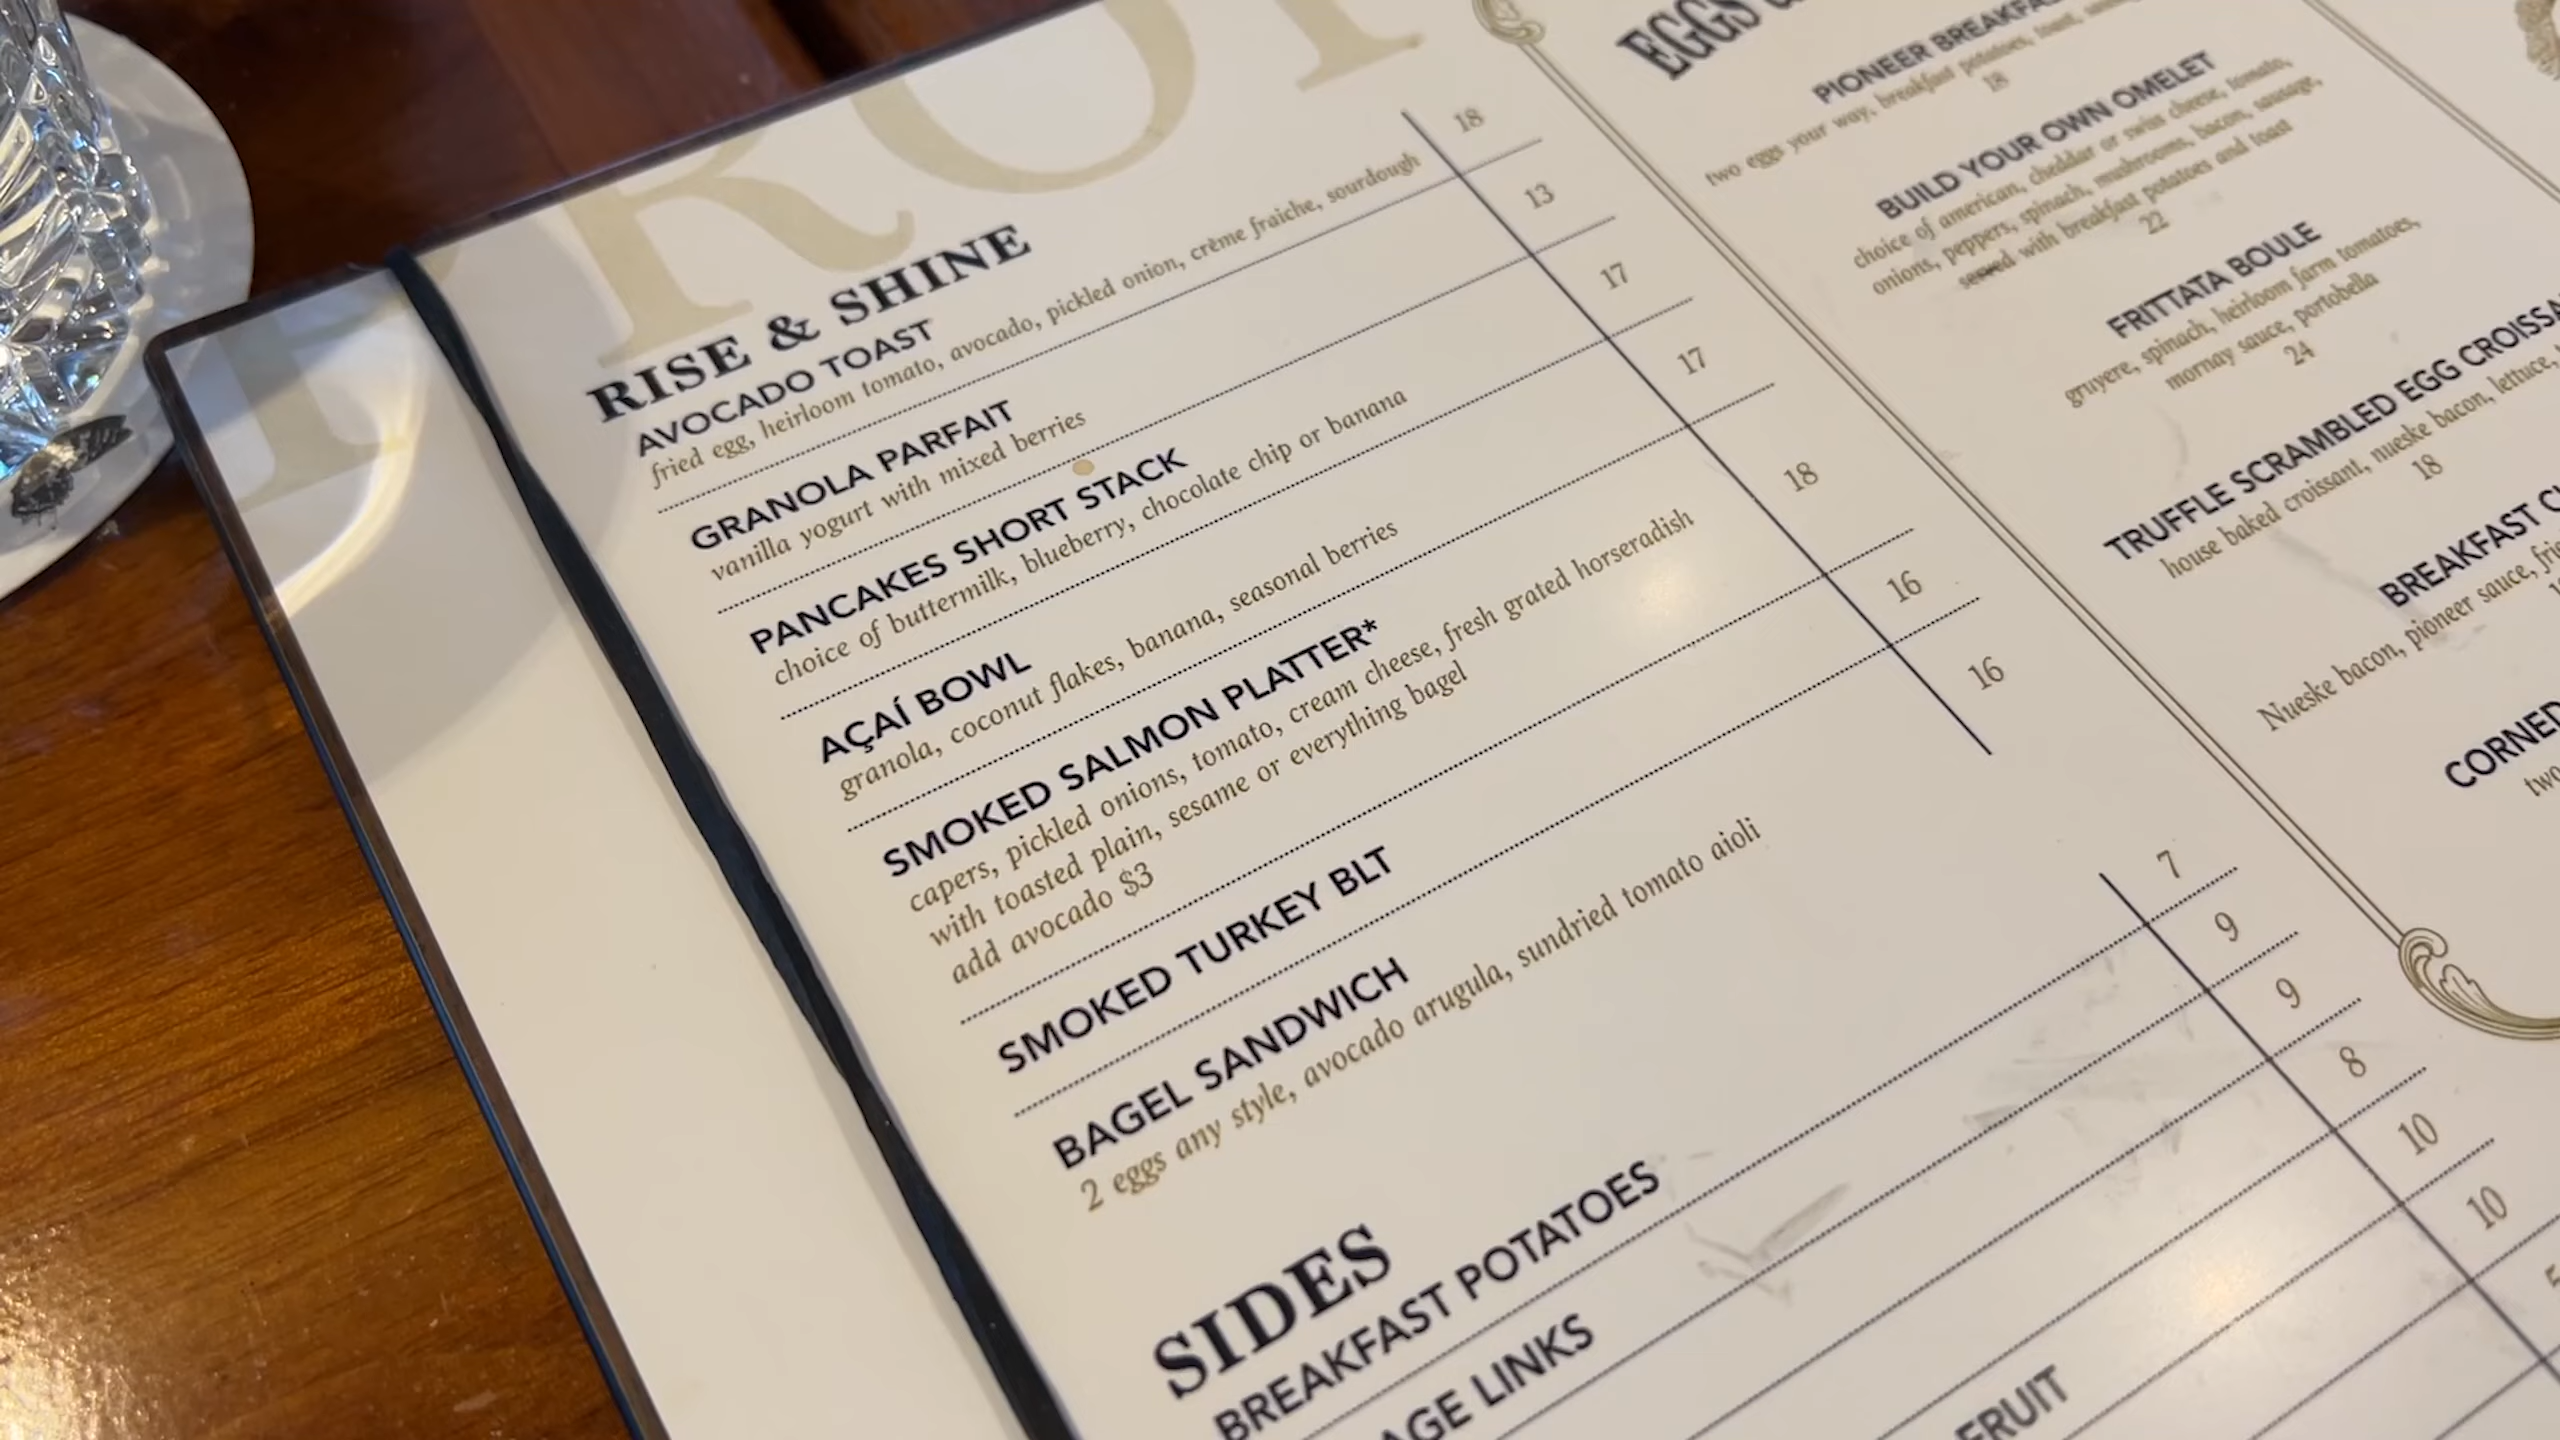 RISE & SHINE
AVOCADO TOAST
18
fried egg, heirloom tomato, avocado, pickled onion, crème fraiche, sourdough
GRANOLA PARFAIT
13
vanilla yogurt with mixed berries
PANCAKES SHORT STACK
17
choice of buttermilk, blueberry, chocolate chip or banana
AÇAÍ BOWL
17
granola, coconut flakes, banana, seasonal berries
SMOKED SALMON PLATTER*
18
capers, pickled onions, tomato, cream cheese, fresh grated horseradish
with toasted plain, sesame or everything bagel
add avocado $3
SMOKED TURKEY BLT
16
BAGEL SANDWICH
16
2 eggs any style, avocado arugula, sundried tomato aioli
SIDES
BREAKFAST POTATOES
7
LINKS
9
9
8
FRUIT
10
10
EGGS
PIONEER
two eggs your way, breakfast potatoes, toast,
18
BUILD YOUR OWN OMELET
choice of american, cheddar or swiss cheese, tomato,
onions, peppers, spinach, mushrooms, bacon, sausage,
served with breakfast potatoes and toast
22
FRITTATA BOULE
gruyere, spinach, heirloom farm tomatoes,
mornay sauce, portobella
24
TRUFFLE SCRAMBLED EGG
house baked croissant, nueske bacon, lettuce,
18
BREAKFAST
Nueske bacon, pioneer sauce,
CORNED